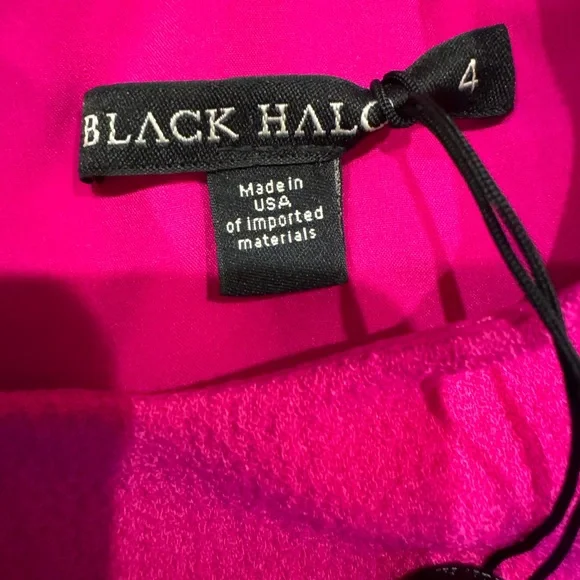 BLACK HALO
4
Made in
USA
of imported
materials